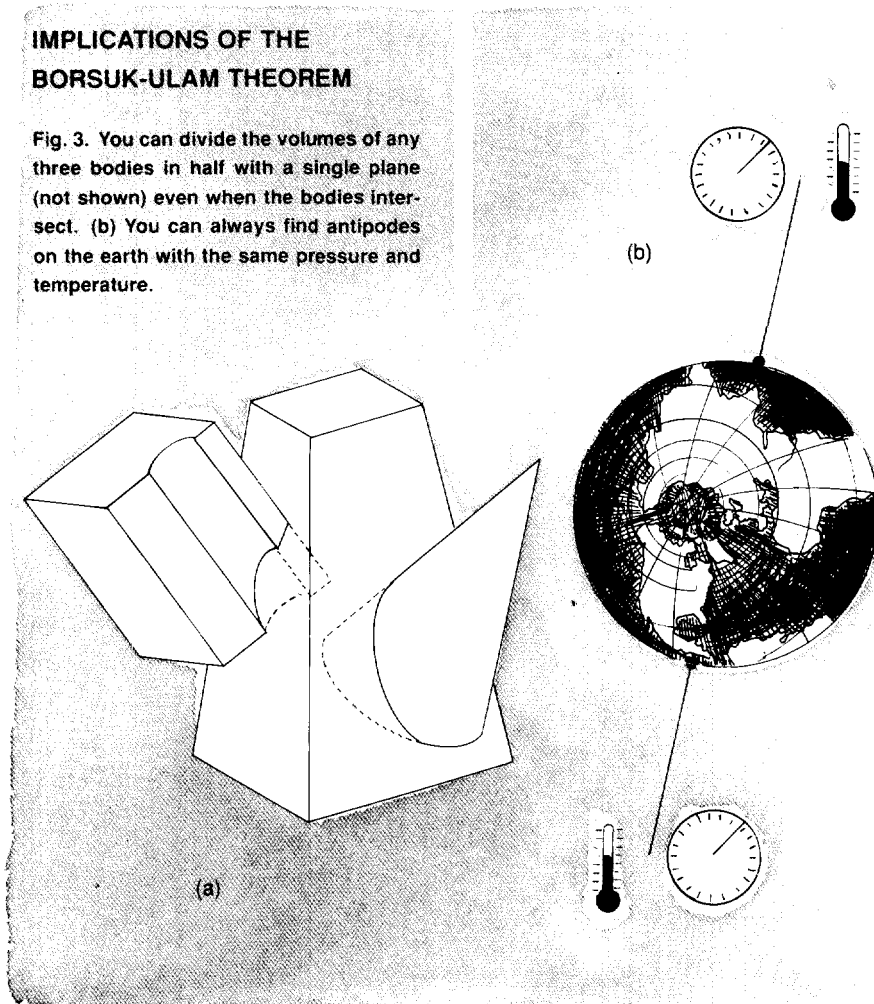 IMPLICATIONS OF THE
BORSUK-ULAM THEOREM
Fig. 3. You can divide the volumes of any
three bodies in half with a single plane
(not shown) even when the bodies inter-
sect. (b) You can always find antipodes
on the earth with the same pressure and
temperature.
(b)
(a)